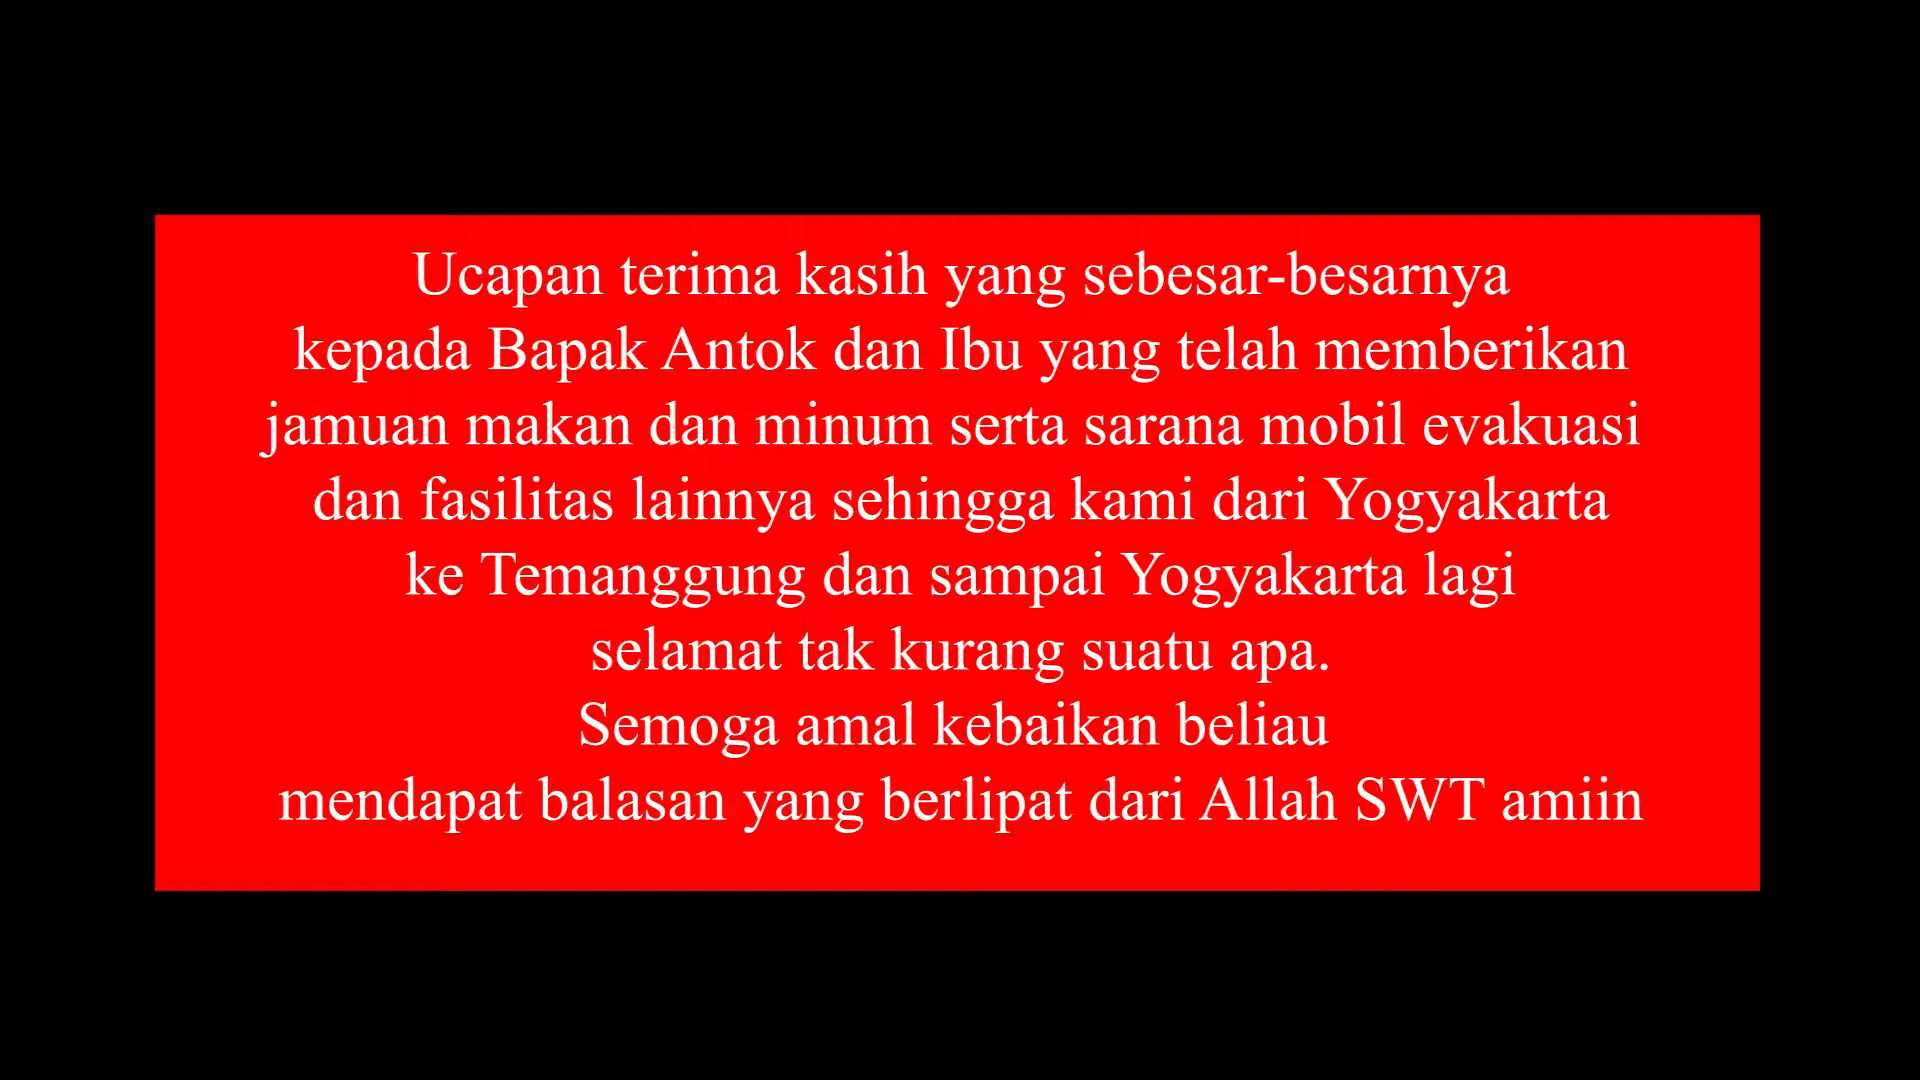 Ucapan terima kasih yang sebesar-besarnya
kepada Bapak Antok dan Ibu yang telah memberikan
jamuan makan dan minum serta sarana mobil evakuasi
dan fasilitas lainnya sehingga kami dari Yogyakarta
ke Temanggung dan sampai Yogyakarta lagi
selamat tak kurang suatu apa.
Semoga amal kebaikan beliau
mendapat balasan yang berlipat dari Allah SWT amiin